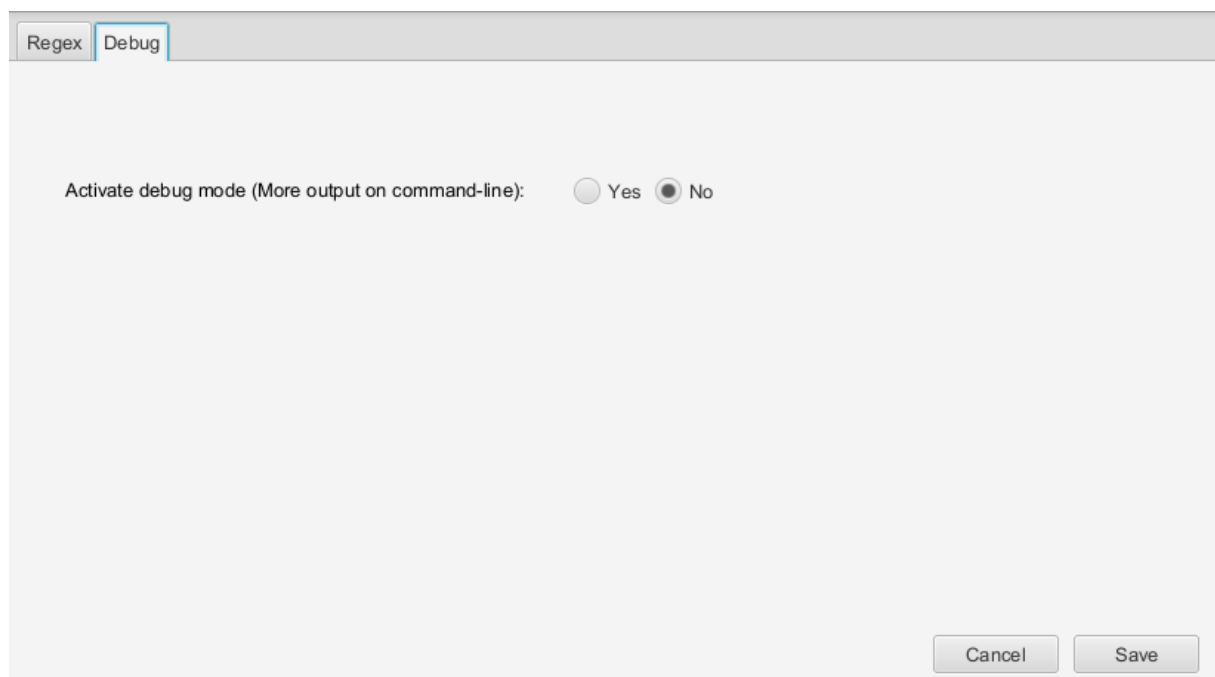 Regex Debug
Activate debug mode (More output on command-line): Yes No
Cancel Save